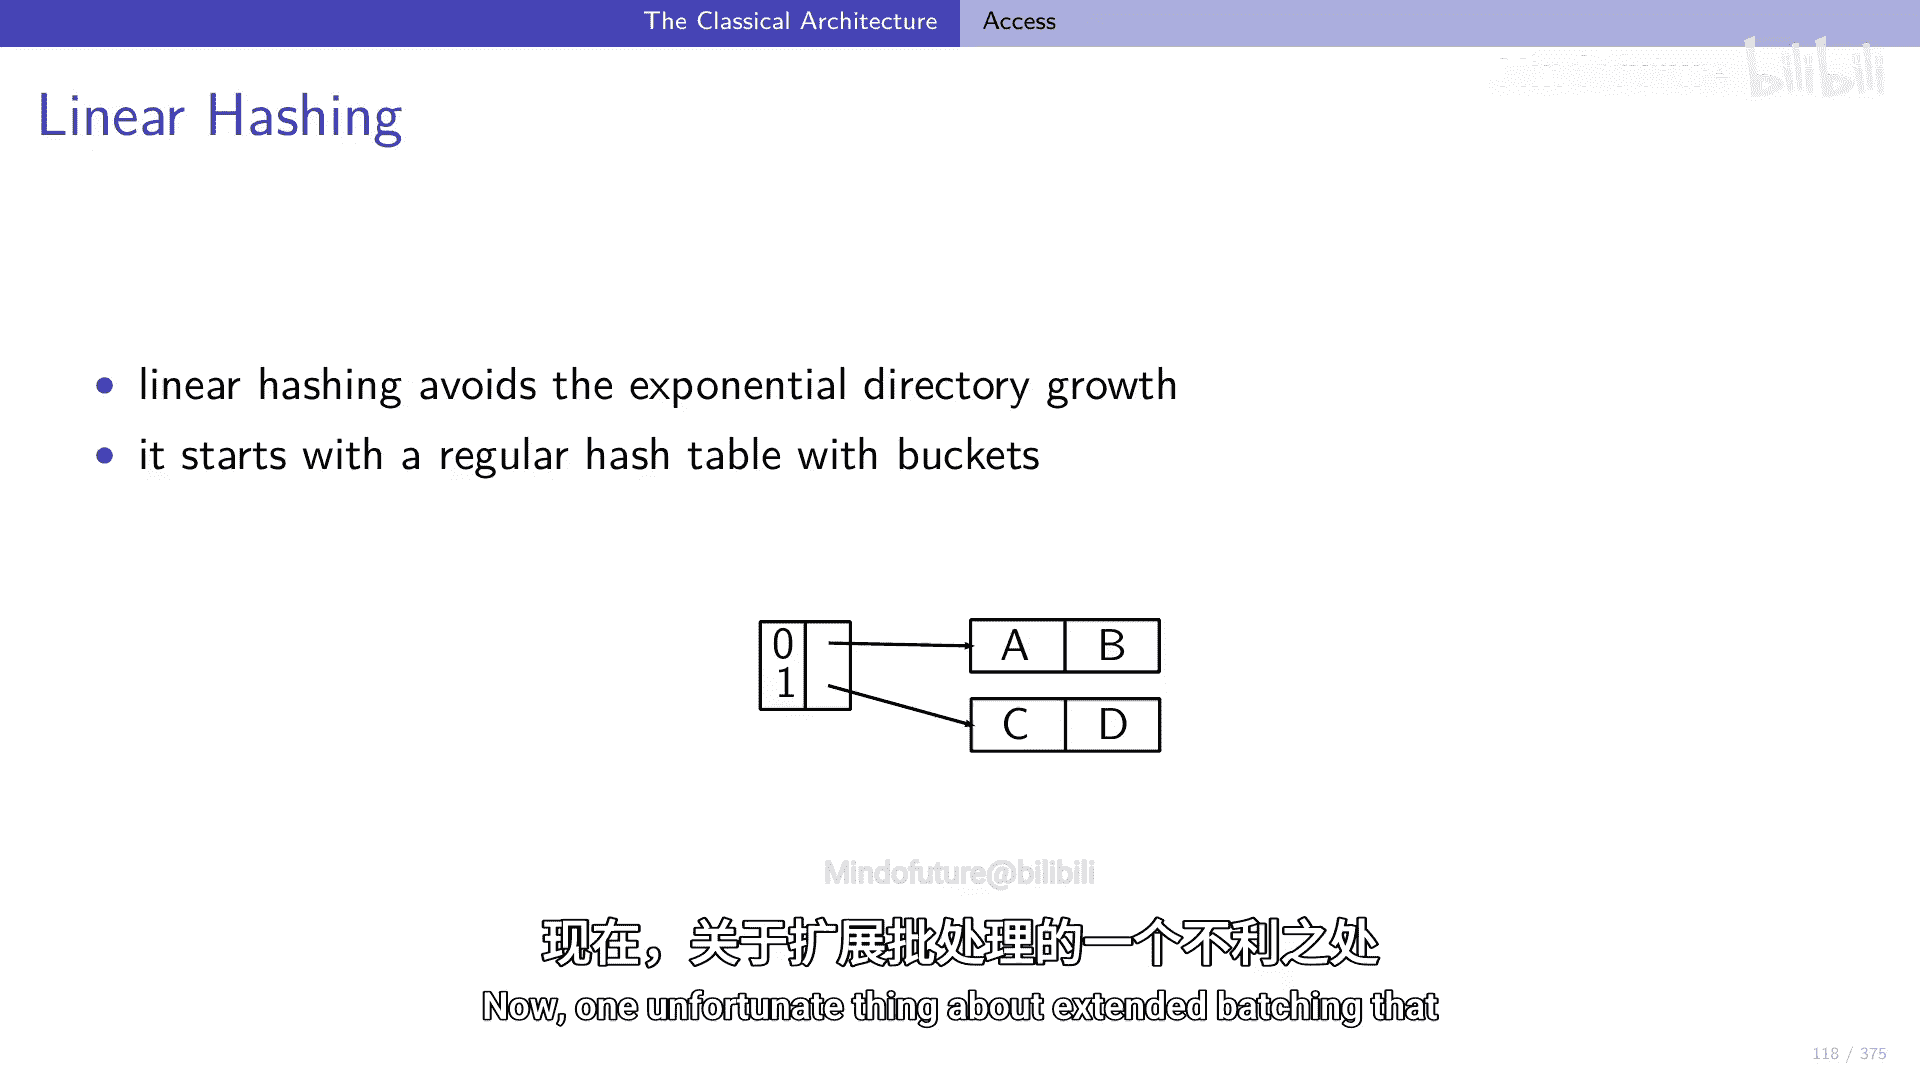 The Classical Architecture Access
bilibili
Linear Hashing
linear hashing avoids the exponential directory growth
it starts with a regular hash table with buckets
0 A B
1 C D
Mindofuture@bilibili
现在，关于扩展批处理的一个不利之处
Now, one unfortunate thing about extended batching that
118 / 375